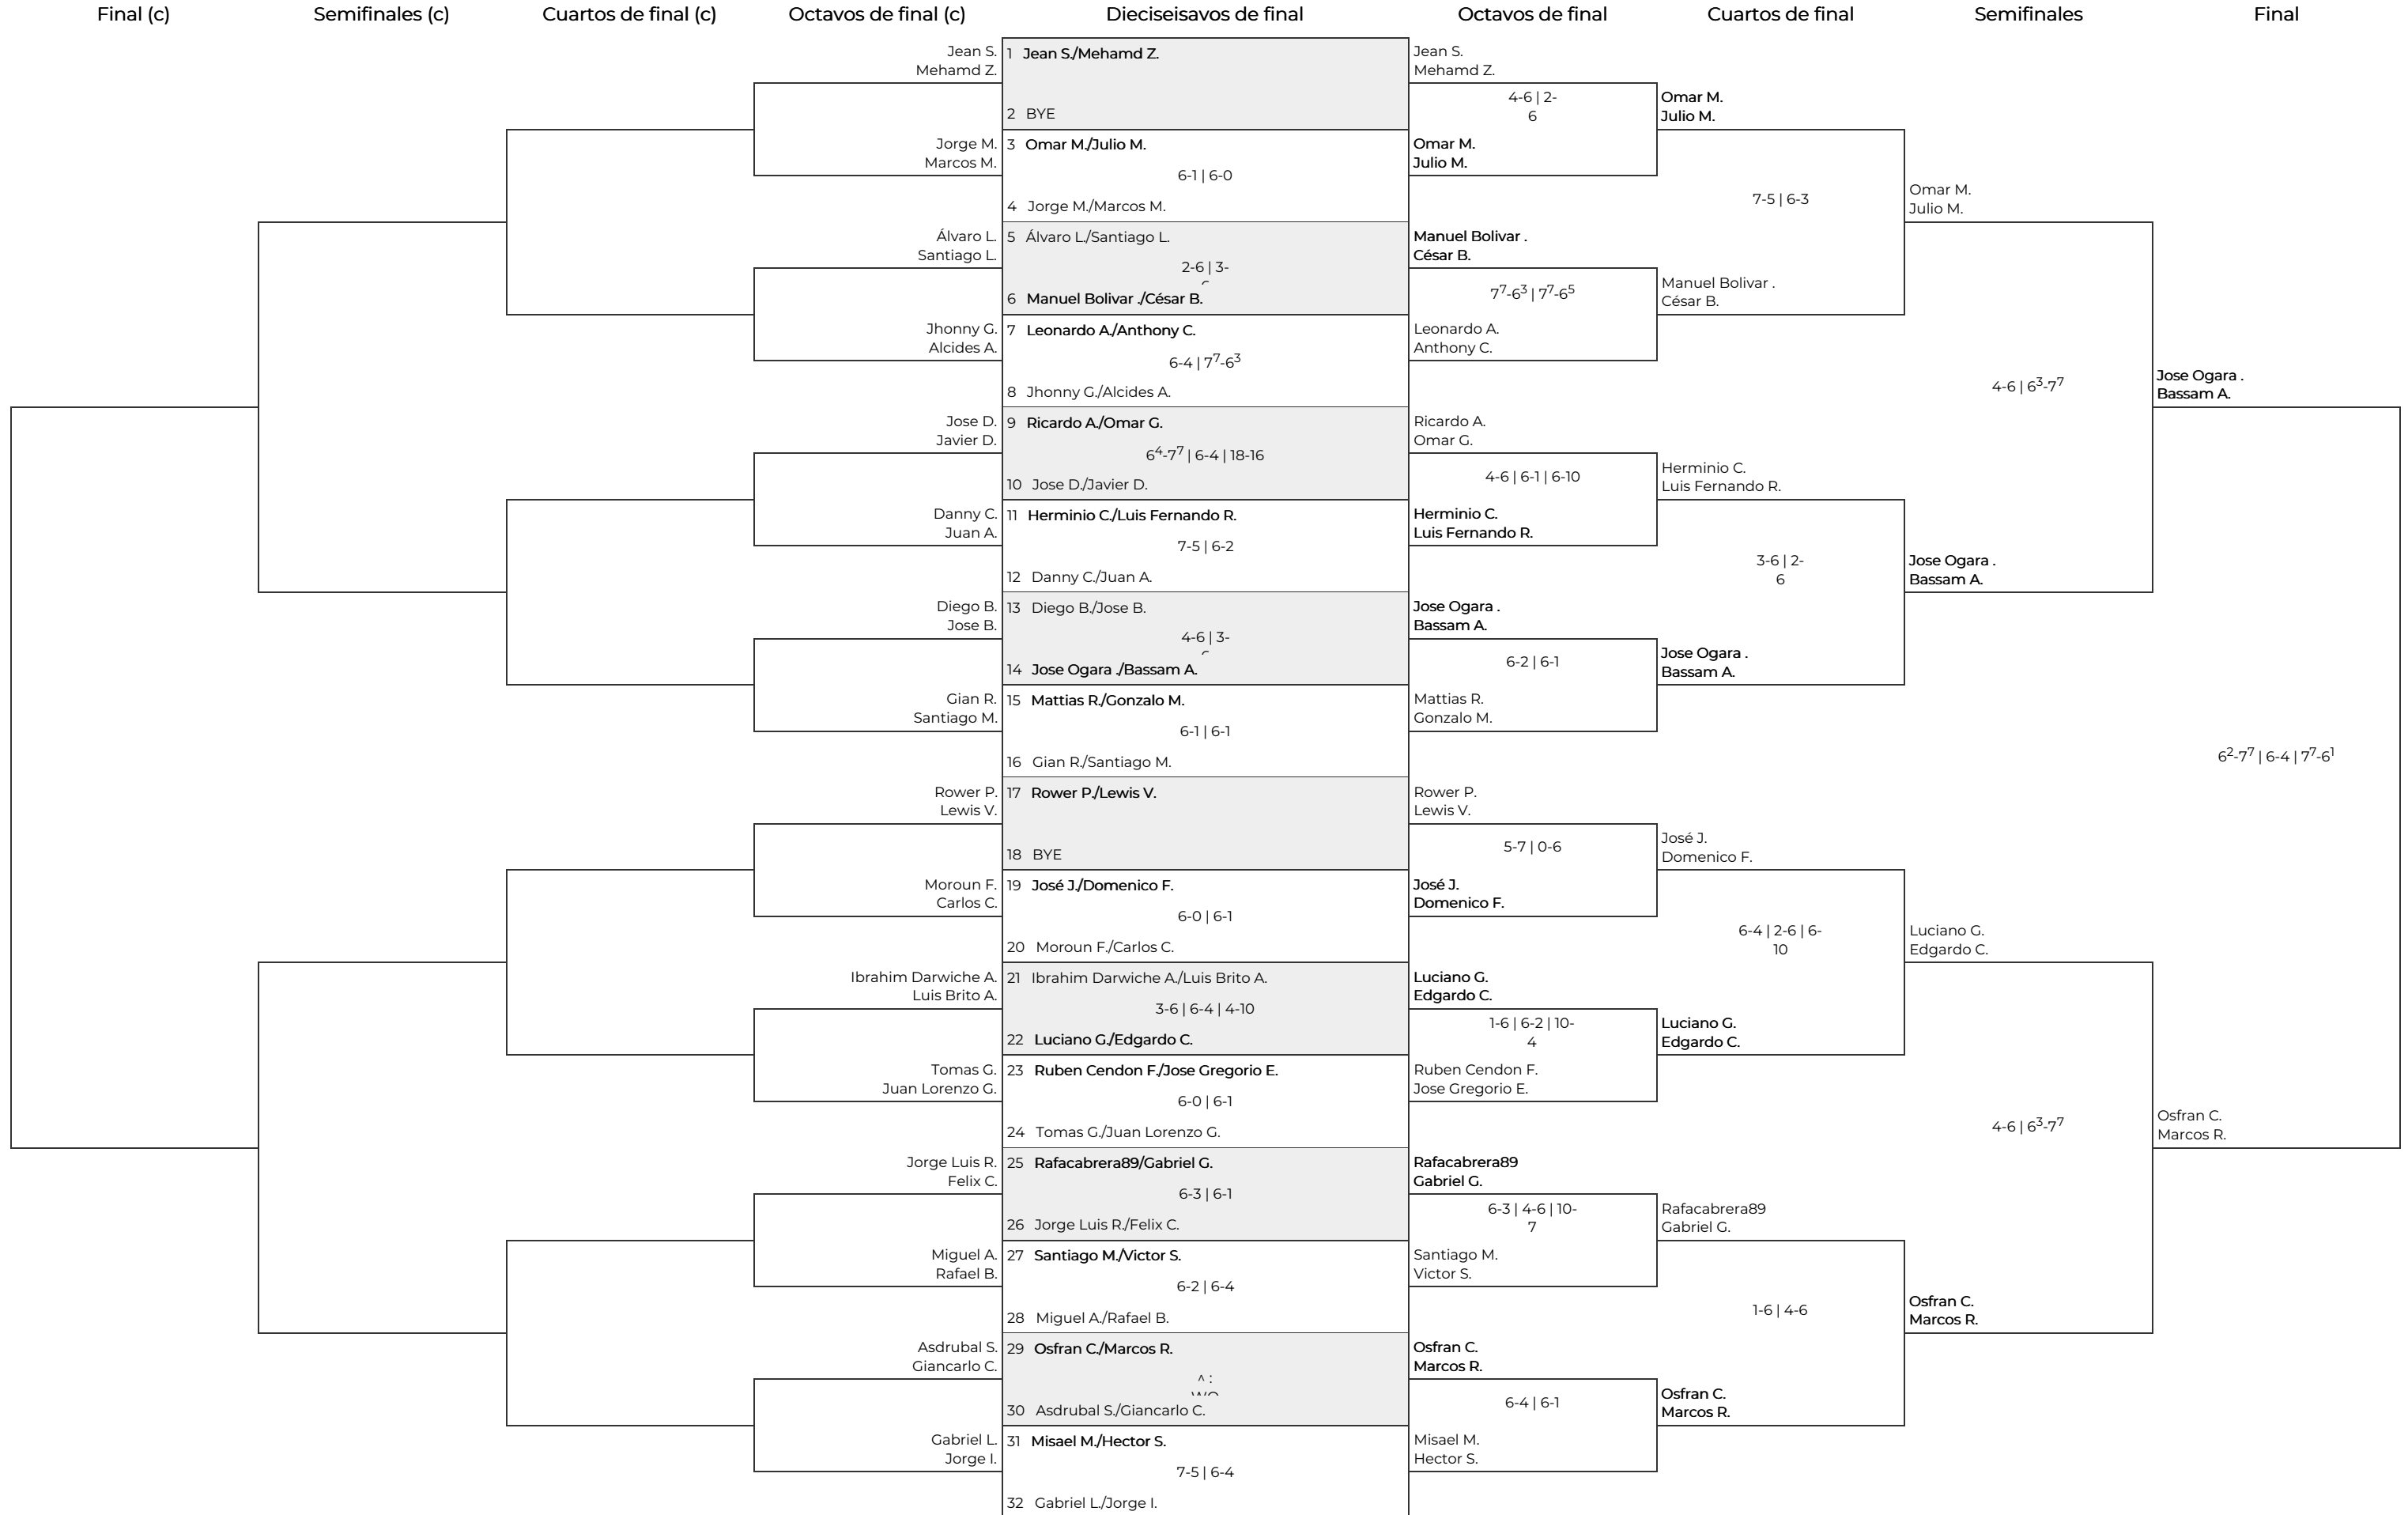 Final (c)
Semifinales (c)
Cuartos de final (c)
Octavos de final (c)
Dieciseisavos de final
Octavos de final
Cuartos de final
Semifinales
Final
Jean S.
Mehamd Z.
Jorge M.
Marcos M.
Álvaro L.
Santiago L.
Jhonny G.
Alcides A.
Jose D.
Javier D.
Danny C.
Juan A.
Diego B.
Jose B.
Gian R.
Santiago M.
Rower P.
Lewis V.
Moroun F.
Carlos C.
Ibrahim Darwiche A.
Luis Brito A.
Tomas G.
Juan Lorenzo G.
Jorge Luis R.
Felix C.
Miguel A.
Rafael B.
Asdrubal S.
Giancarlo C.
Gabriel L.
Jorge I.
1 Jean S./Mehamd Z.
2 BYE
3 Omar M./Julio M.
6-1 | 6-0
4 Jorge M./Marcos M.
5 Álvaro L./Santiago L.
2-6 | 3-
6 Manuel Bolivar ./César B.
7 Leonardo A./Anthony C.
6-4 | 7⁷-6³
8 Jhonny G./Alcides A.
9 Ricardo A./Omar G.
6⁴-7⁷ | 6-4 | 18-16
10 Jose D./Javier D.
11 Herminio C./Luis Fernando R.
7-5 | 6-2
12 Danny C./Juan A.
13 Diego B./Jose B.
4-6 | 3-
14 Jose Ogara ./Bassam A.
15 Mattias R./Gonzalo M.
6-1 | 6-1
16 Gian R./Santiago M.
17 Rower P./Lewis V.
18 BYE
19 José J./Domenico F.
6-0 | 6-1
20 Moroun F./Carlos C.
21 Ibrahim Darwiche A./Luis Brito A.
3-6 | 6-4 | 4-10
22 Luciano G./Edgardo C.
23 Ruben Cendon F./Jose Gregorio E.
6-0 | 6-1
24 Tomas G./Juan Lorenzo G.
25 Rafacabrera89/Gabriel G.
6-3 | 6-1
26 Jorge Luis R./Felix C.
27 Santiago M./Victor S.
6-2 | 6-4
28 Miguel A./Rafael B.
29 Osfran C./Marcos R.
^ :
30 Asdrubal S./Giancarlo C.
31 Misael M./Hector S.
7-5 | 6-4
32 Gabriel L./Jorge I.
Jean S.
Mehamd Z.
4-6 | 2-
6
Omar M.
Julio M.
Manuel Bolivar .
César B.
7⁷-6³ | 7⁷-6⁵
Leonardo A.
Anthony C.
Ricardo A.
Omar G.
4-6 | 6-1 | 6-10
Herminio C.
Luis Fernando R.
Jose Ogara .
Bassam A.
6-2 | 6-1
Mattias R.
Gonzalo M.
Rower P.
Lewis V.
5-7 | 0-6
José J.
Domenico F.
Luciano G.
Edgardo C.
1-6 | 6-2 | 10-
4
Ruben Cendon F.
Jose Gregorio E.
Rafacabrera89
Gabriel G.
6-3 | 4-6 | 10-
7
Santiago M.
Victor S.
Osfran C.
Marcos R.
6-4 | 6-1
Misael M.
Hector S.
Omar M.
Julio M.
7-5 | 6-3
Manuel Bolivar .
César B.
Herminio C.
Luis Fernando R.
3-6 | 2-
6
Jose Ogara .
Bassam A.
José J.
Domenico F.
6-4 | 2-6 | 6-
10
Luciano G.
Edgardo C.
Rafacabrera89
Gabriel G.
1-6 | 4-6
Osfran C.
Marcos R.
Omar M.
Julio M.
4-6 | 6³-7⁷
Jose Ogara .
Bassam A.
Luciano G.
Edgardo C.
4-6 | 6³-7⁷
Osfran C.
Marcos R.
Jose Ogara .
Bassam A.
6²-7⁷ | 6-4 | 7⁷-6¹
Osfran C.
Marcos R.